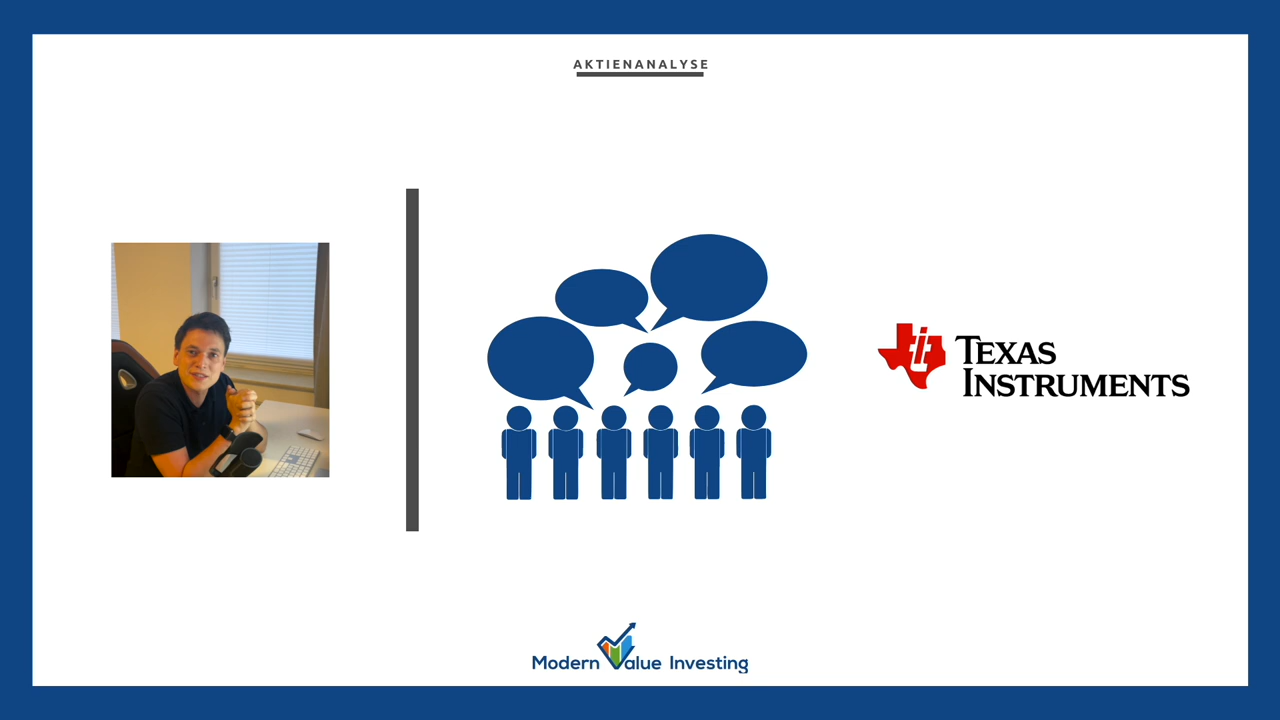 AKTIENANALYSE
TEXAS
INSTRUMENTS
Modern Value Investing